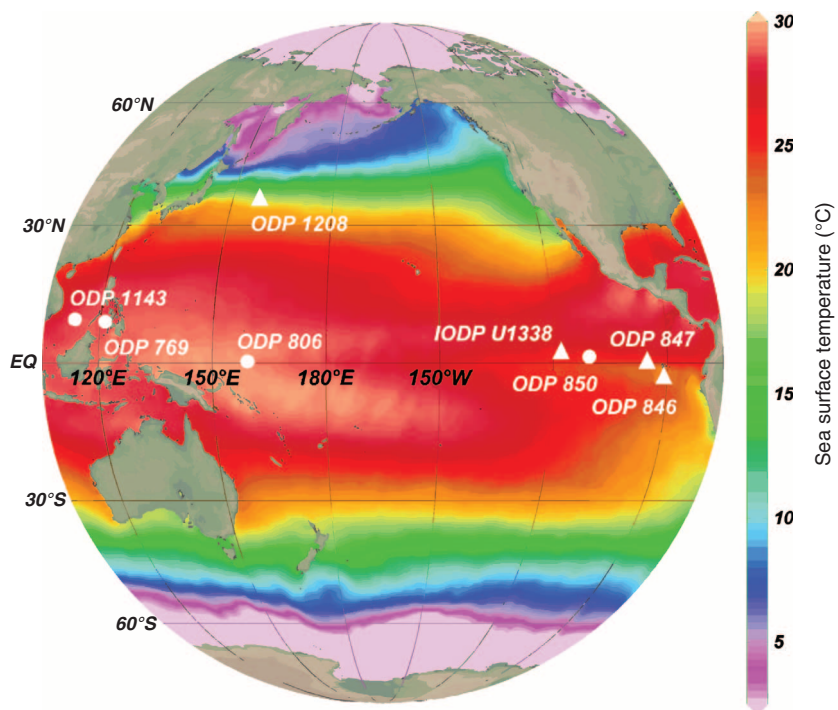 60°N
30°N
ODP 1208
ODP 1143
ODP 769
ODP 806
IODP U1338
ODP 847
EQ
120°E
150°E
180°E
150°W
ODP 850
ODP 846
30°S
60°S
30
25
20
15
10
5
Sea surface temperature (°C)